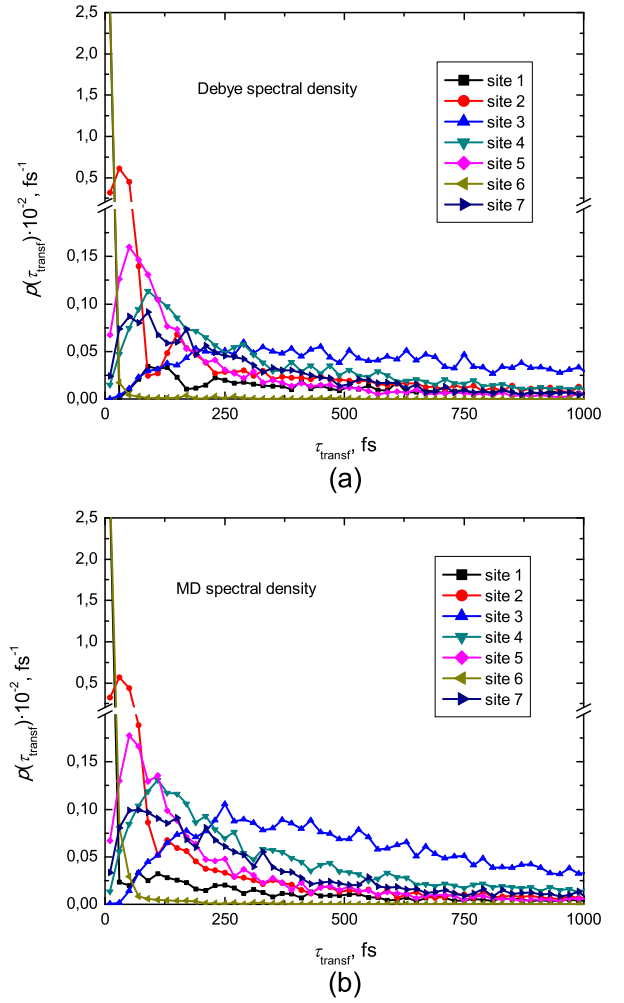 2,5
2,0
1,5
1,0
0,5
0,15
0,10
0,05
0,00
p(τtransf)·10⁻², fs⁻¹
Debye spectral density
site 1
site 2
site 3
site 4
site 5
site 6
site 7
0 250 500 750 1000
τtransf, fs
(a)
2,5
2,0
1,5
1,0
0,5
0,15
0,10
0,05
0,00
p(τtransf)·10⁻², fs⁻¹
MD spectral density
site 1
site 2
site 3
site 4
site 5
site 6
site 7
0 250 500 750 1000
τtransf, fs
(b)